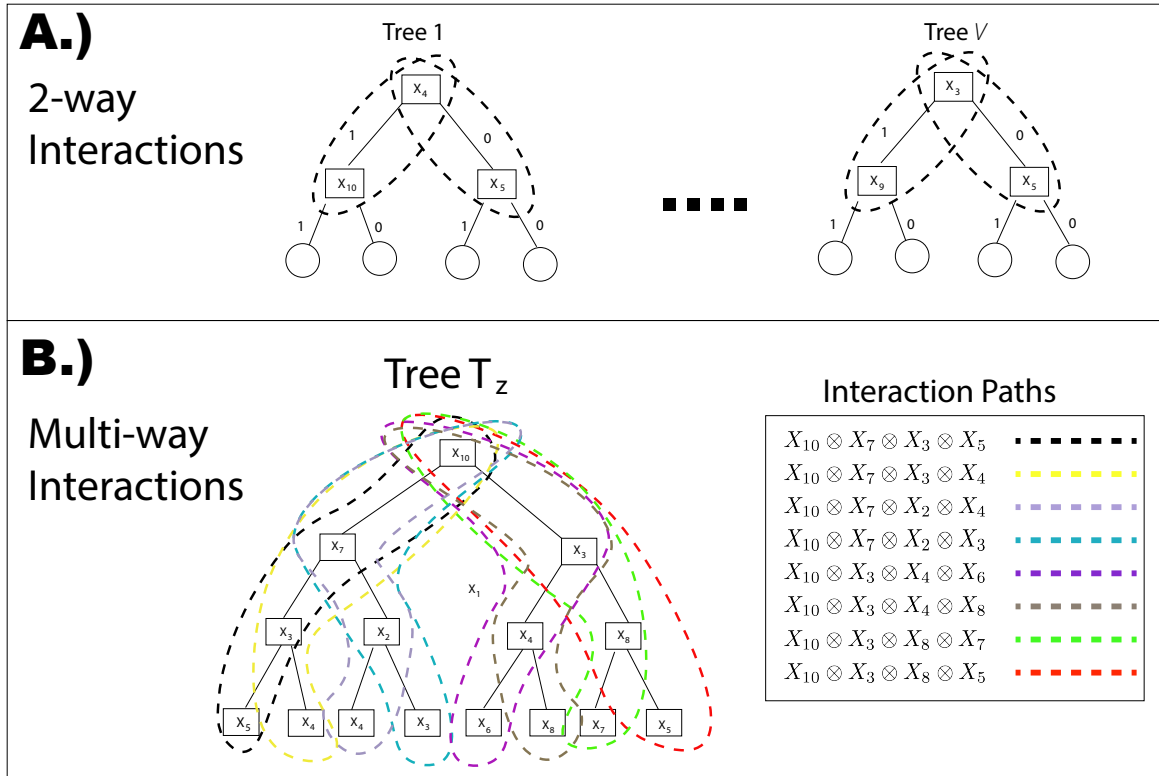 A.)
2-way
Interactions
Tree 1
X₄
1 0
X₁₀ X₅
1 0 1 0
Tree V
X₃
1 0
X₉ X₅
1 0 1 0
B.)
Multi-way
Interactions
Tree T_z
X₁₀
X₇ X₃
X₁
X₃ X₂ X₄ X₈
X₅ X₄ X₄ X₃ X₆ X₈ X₇ X₅
Interaction Paths
X₁₀ ⊗ X₇ ⊗ X₃ ⊗ X₅
X₁₀ ⊗ X₇ ⊗ X₃ ⊗ X₄
X₁₀ ⊗ X₇ ⊗ X₂ ⊗ X₄
X₁₀ ⊗ X₇ ⊗ X₂ ⊗ X₃
X₁₀ ⊗ X₃ ⊗ X₄ ⊗ X₆
X₁₀ ⊗ X₃ ⊗ X₄ ⊗ X₈
X₁₀ ⊗ X₃ ⊗ X₈ ⊗ X₇
X₁₀ ⊗ X₃ ⊗ X₈ ⊗ X₅